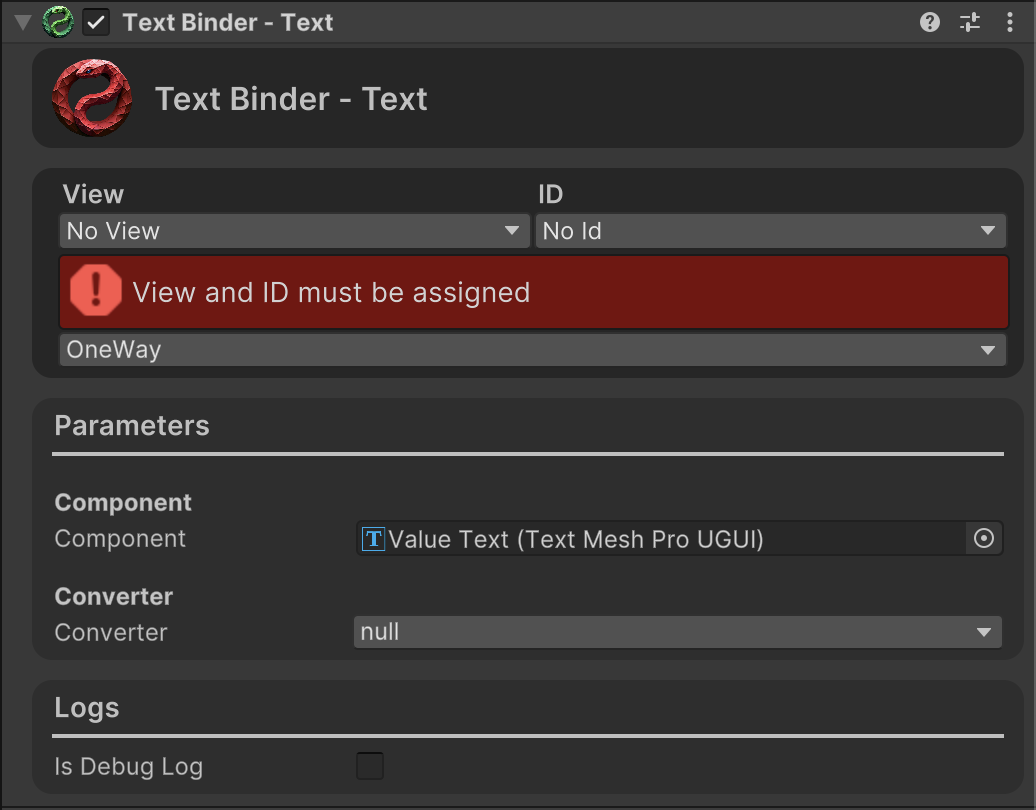 Text Binder - Text
Text Binder - Text
View ID
No View No Id
View and ID must be assigned
OneWay
Parameters
Component
Component Value Text (Text Mesh Pro UGUI)
Converter
Converter null
Logs
Is Debug Log